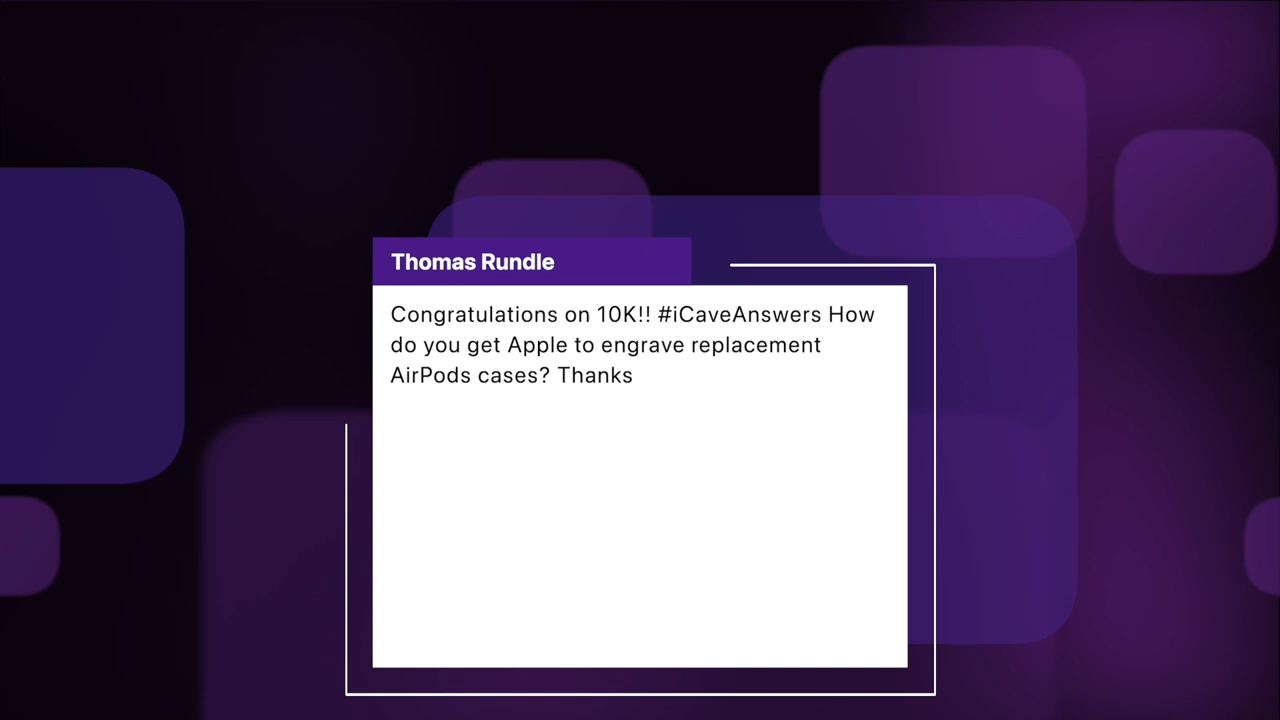 Thomas Rundle
Congratulations on 10K!! #iCaveAnswers How
do you get Apple to engrave replacement
AirPods cases? Thanks